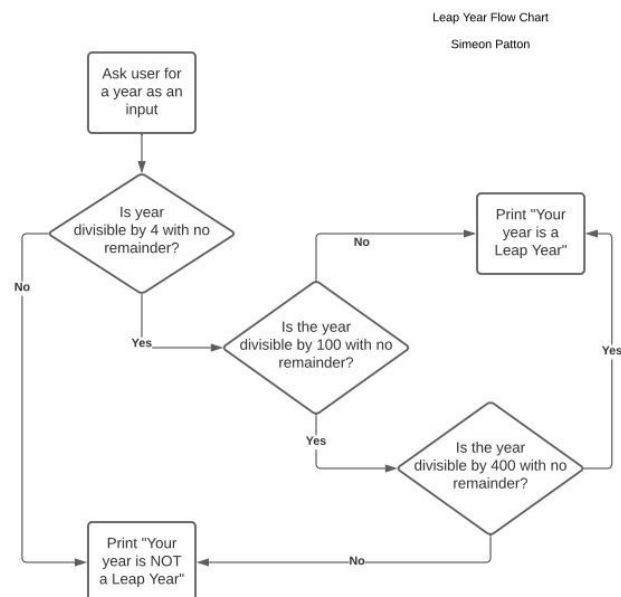 Leap Year Flow Chart
Simeon Patton
Ask user for
a year as an
input
Is year
divisible by 4 with no
remainder?
Print "Your
year is a
Leap Year"
No
No
Yes
Is the year
divisible by 100 with no
remainder?
Yes
Yes
Is the year
divisible by 400 with no
remainder?
Print "Your
year is NOT
a Leap Year"
No